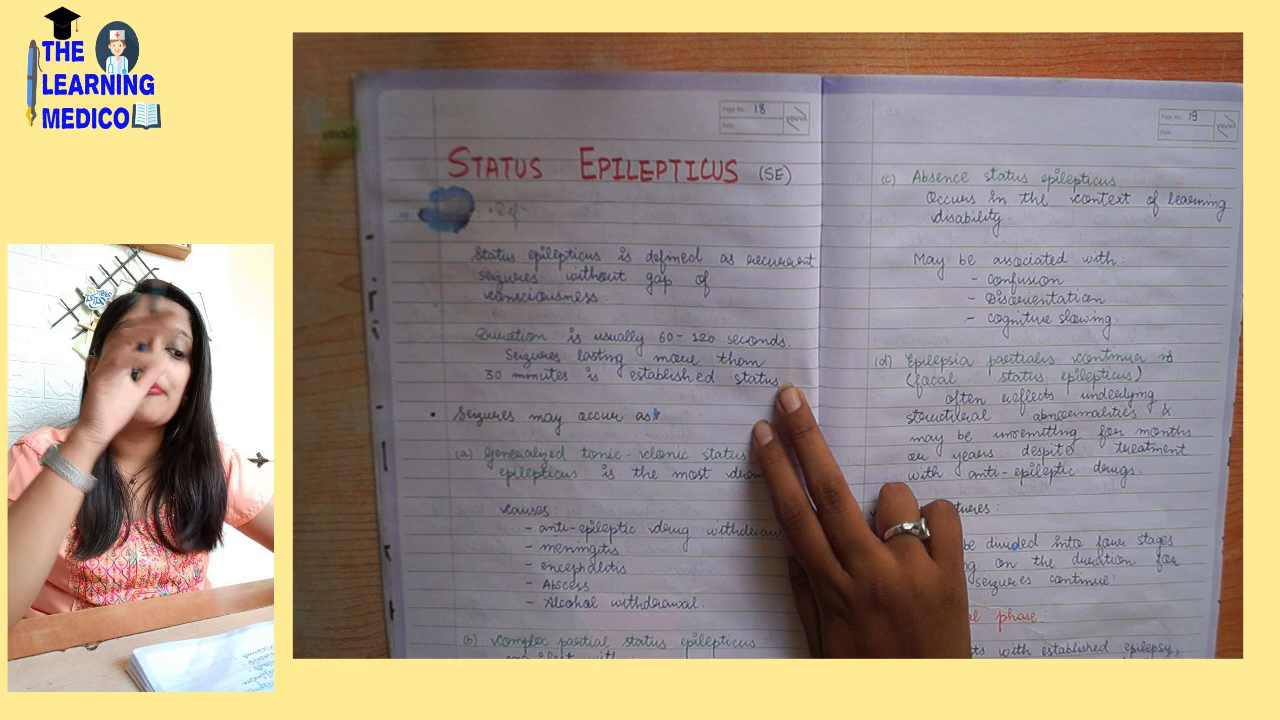 THE
LEARNING
MEDICO
Page No.: 18
Date:
STATUS EPILEPTICUS (SE)
Status epilepticus is defined as recurrent
seizures without gap of
consciousness.
Duration: is usually 60-120 seconds.
Seizures lasting more than
30 minutes is established status
• Seizures may occur as
(a) Generalized tonic-clonic status
epilepticus: is the most
causes:
- anti-epileptic drug
- meningitis
- encephalitis
- Abscess
- Alcohol withdrawal.
(b) Complex partial status epilepticus
Page No.: 19
Date:
(c) Absence status epilepticus
Occurs in the context of learning
disability.
May be associated with:
- confusion
- Disorientation
- cognitive slowing.
(d) Epilepsia partialis continua is
(focal status epilepticus)
often reflects underlying
structural abnormalities &
may be unremitting for months
or years despite treatment
with anti-epileptic drugs.
be divided into four stages
on the duration for
seizures continue:
phase:
with established epilepsy,